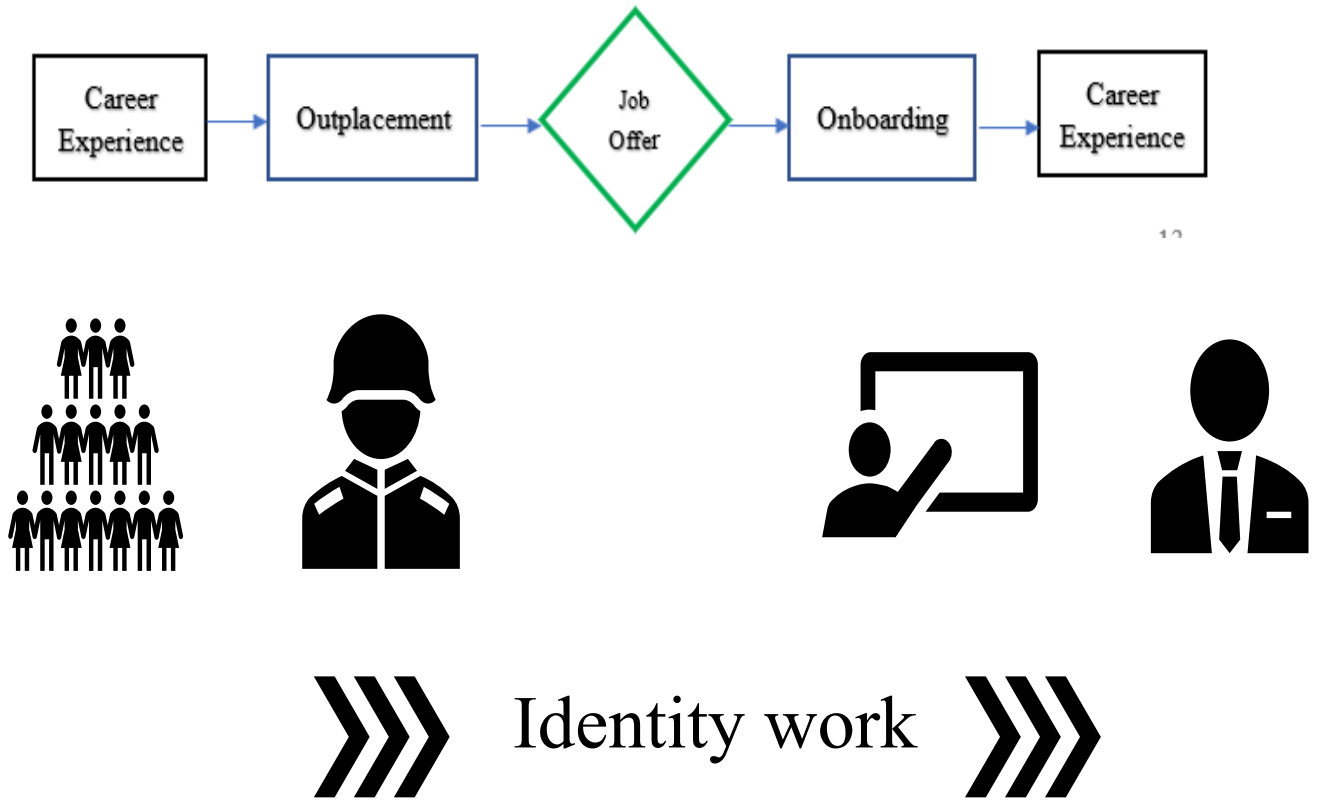 Career
Experience
Outplacement
Job
Offer
Onboarding
Career
Experience
Identity work